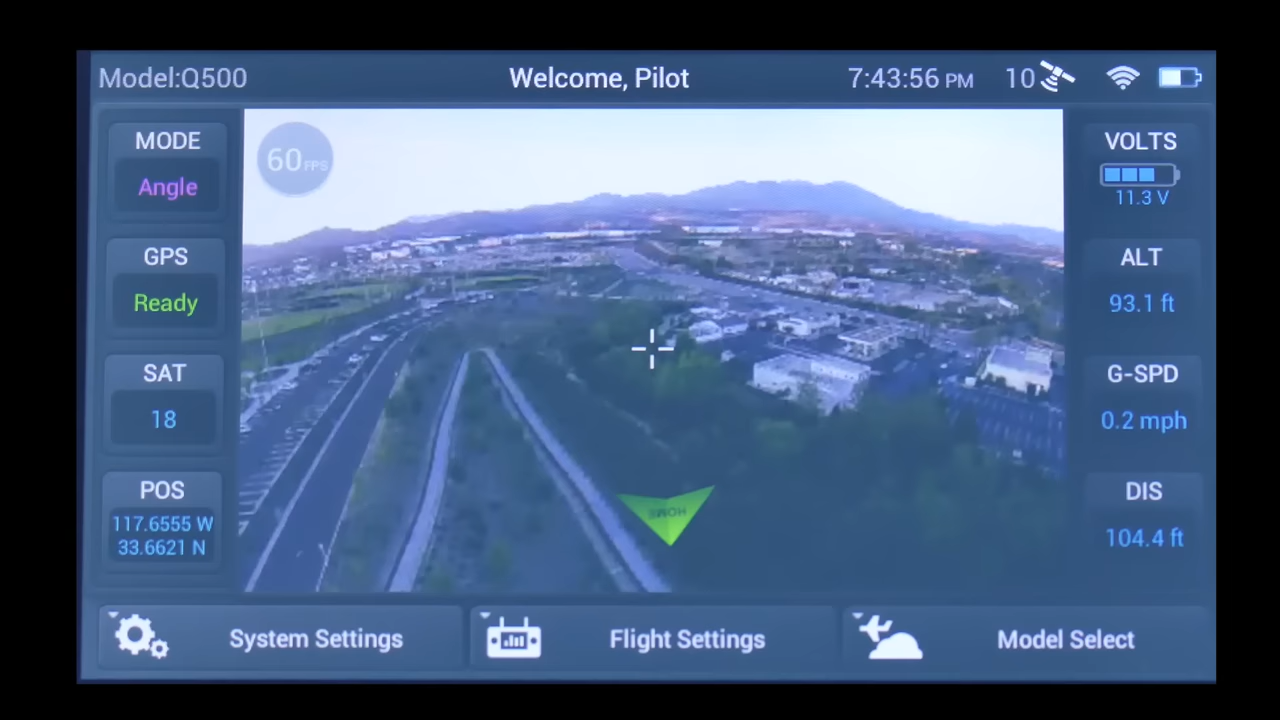 Model:Q500
Welcome, Pilot
7:43:56 PM
10
MODE
Angle
GPS
Ready
SAT
18
POS
117.6555 W
33.6621 N
60FPS
HOME
VOLTS
11.3 V
ALT
93.1 ft
G-SPD
0.2 mph
DIS
104.4 ft
System Settings
Flight Settings
Model Select